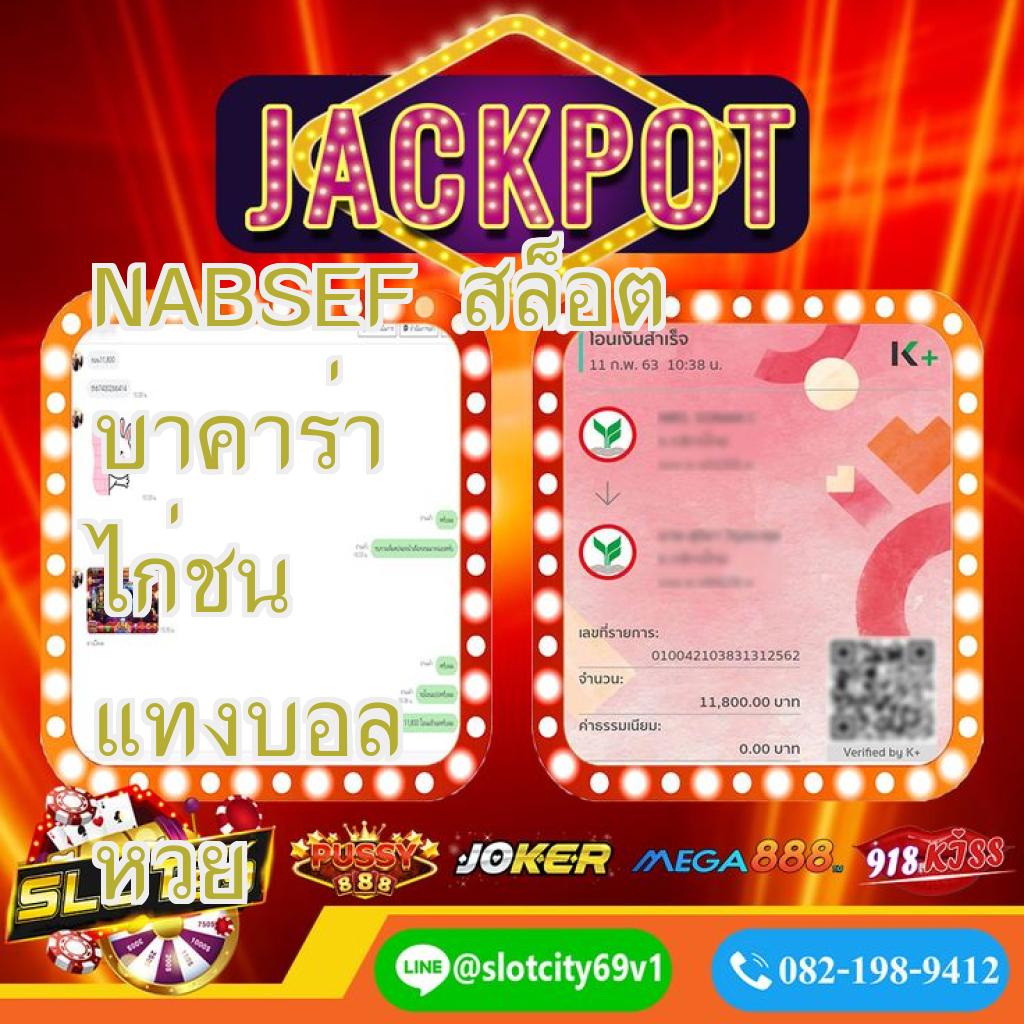 JACKPOT
NABSEF สล็อต
บาคาร่า
ไก่ชน
แทงบอล
หวย
โอนเงินสำเร็จ
11 ก.พ. 63 10:38 น.
K+
เลขที่รายการ:
010042103831312562
จำนวน:
11,800.00 บาท
ค่าธรรมเนียม:
0.00 บาท
Verified by K+
PUSSY
888
JOKER
MEGA888
918KISS
LINE @slotcity69v1
082-198-9412